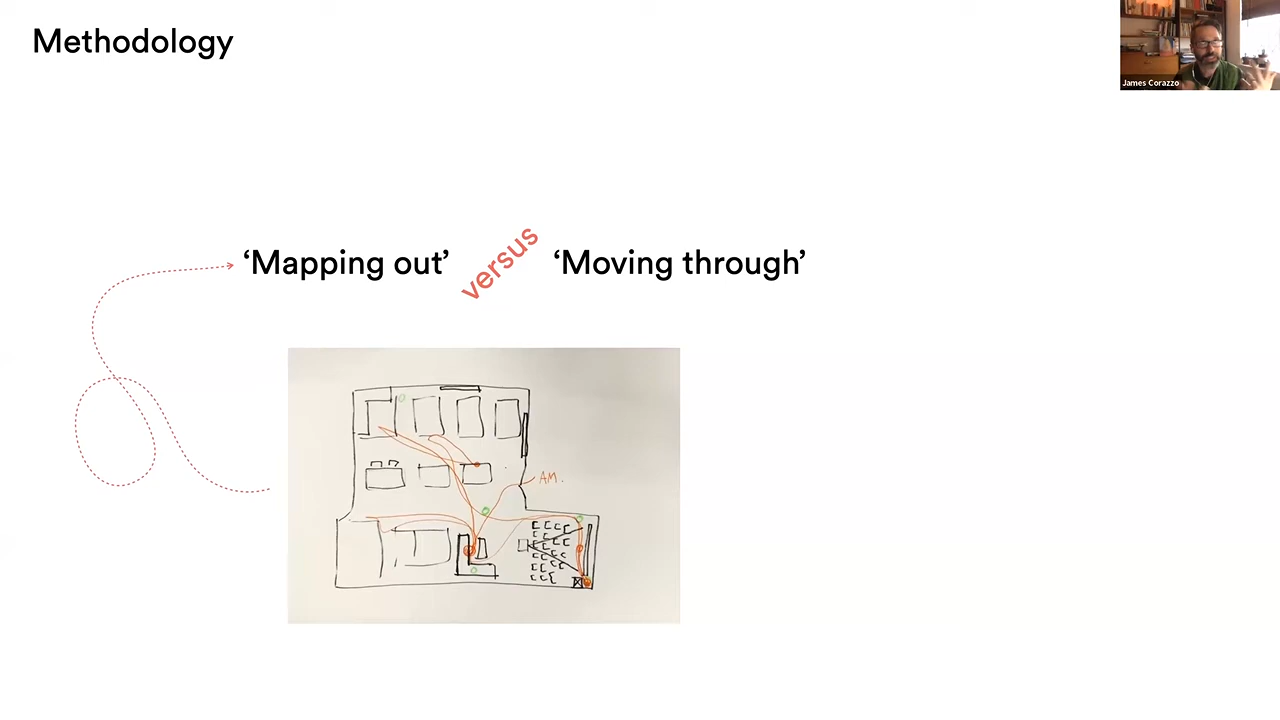 Methodology
James Corazzo
‘Mapping out’ versus ‘Moving through’
AM.